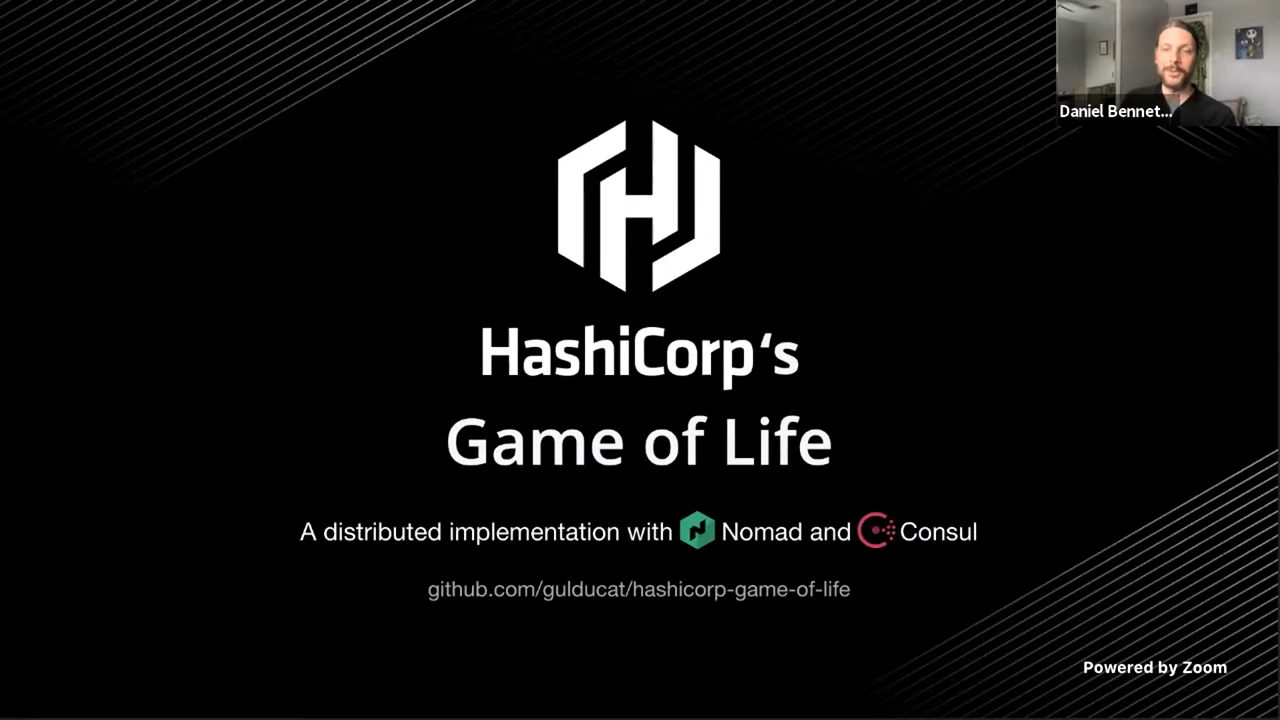 Daniel Bennet...
HashiCorp‘s
Game of Life
A distributed implementation with Nomad and Consul
github.com/gulducat/hashicorp-game-of-life
Powered by Zoom